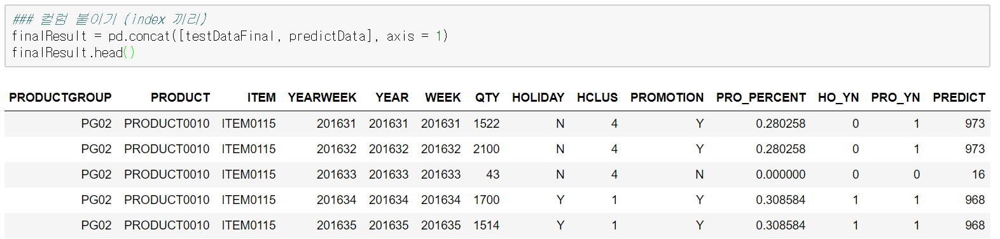 ### 컬럼 붙이기 (index 끼리)
finalResult = pd.concat([testDataFinal, predictData], axis = 1)
finalResult.head()
PRODUCTGROUP PRODUCT ITEM YEARWEEK YEAR WEEK QTY HOLIDAY HCLUS PROMOTION PRO_PERCENT HO_YN PRO_YN PREDICT
PG02 PRODUCT0010 ITEM0115 201631 201631 201631 1522 N 4 Y 0.280258 0 1 973
PG02 PRODUCT0010 ITEM0115 201632 201632 201632 2100 N 4 Y 0.280258 0 1 973
PG02 PRODUCT0010 ITEM0115 201633 201633 201633 43 N 4 N 0.000000 0 0 16
PG02 PRODUCT0010 ITEM0115 201634 201634 201634 1700 Y 1 Y 0.308584 1 1 968
PG02 PRODUCT0010 ITEM0115 201635 201635 201635 1514 Y 1 Y 0.308584 1 1 968